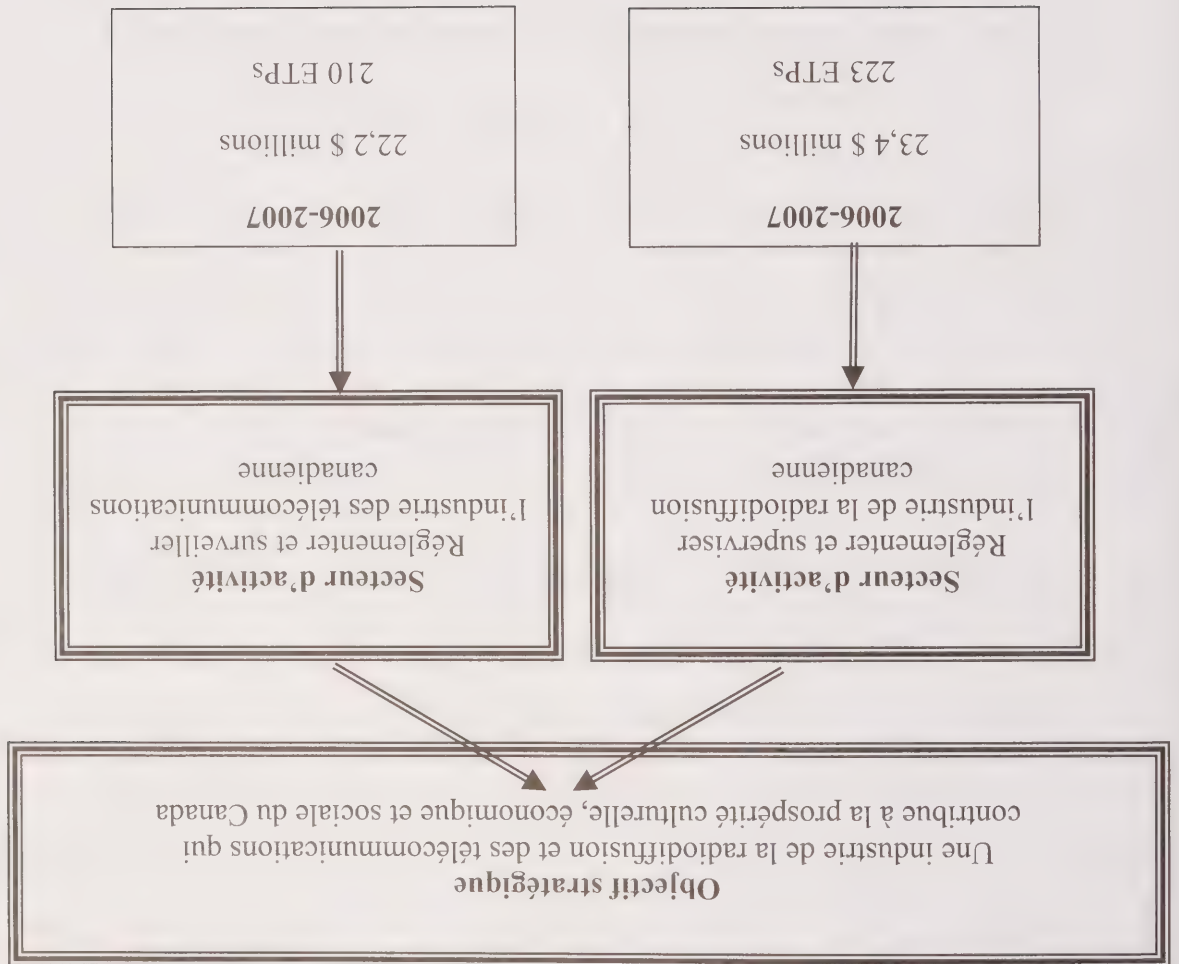 Objectif stratégique
Une industrie de la radiodiffusion et des télécommunications qui
contribue à la prospérité culturelle, économique et sociale du Canada
Secteur d'activité
Réglementer et superviser
l'industrie de la radiodiffusion
canadienne
Secteur d'activité
Réglementer et surveiller
l'industrie des télécommunications
canadienne
2006-2007
23,4 $ millions
223 ETPs
2006-2007
22,2 $ millions
210 ETPs